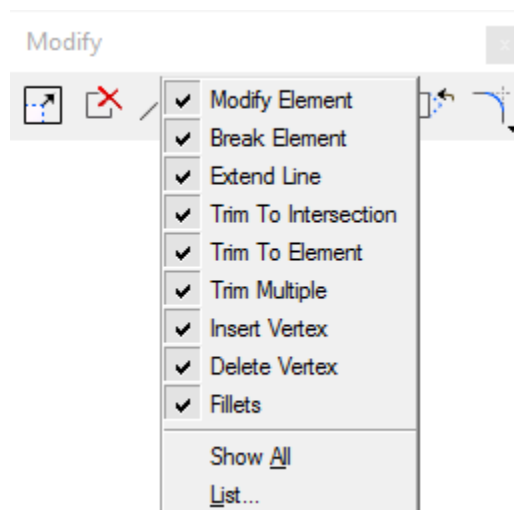 Modify
x
Modify Element
Break Element
Extend Line
Trim To Intersection
Trim To Element
Trim Multiple
Insert Vertex
Delete Vertex
Fillets
Show All
List...